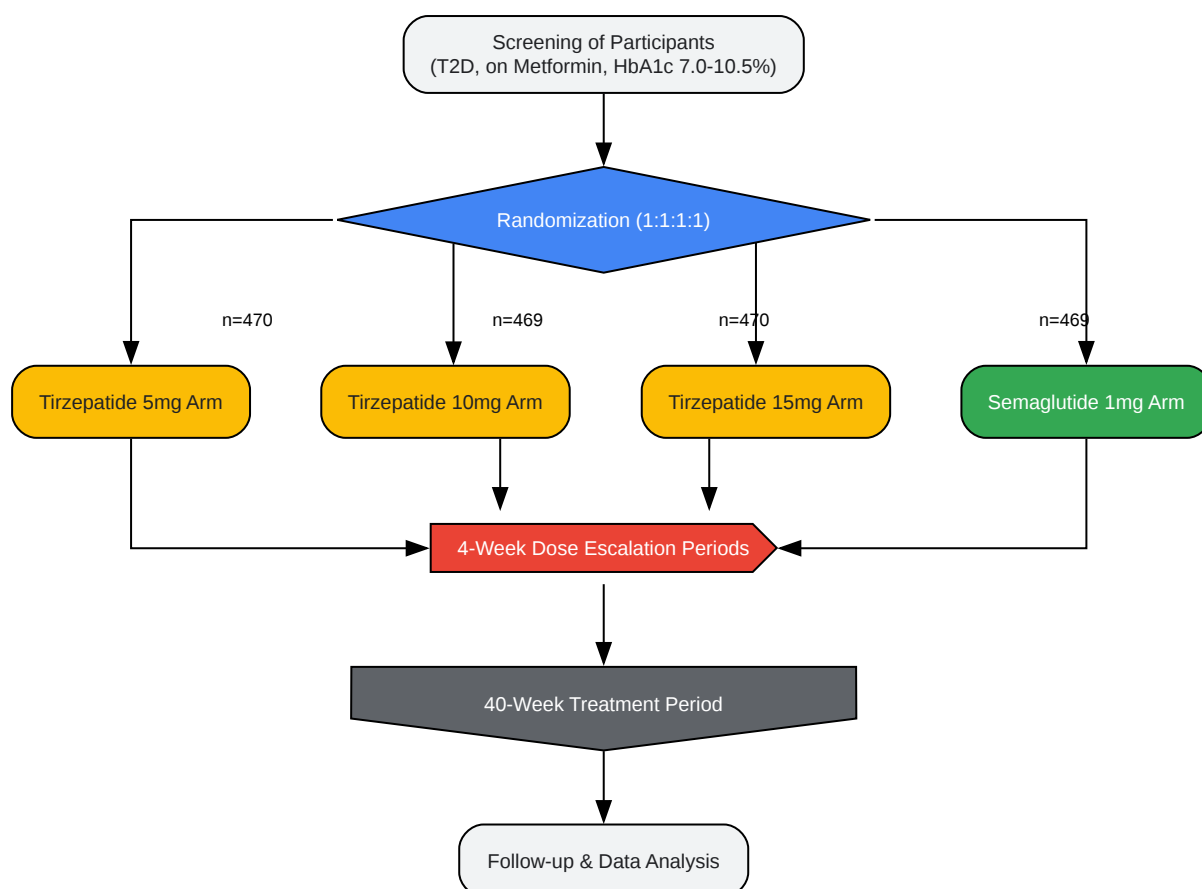 Screening of Participants
(T2D, on Metformin, HbA1c 7.0-10.5%)
Randomization (1:1:1:1)
n=470
n=469
n=470
n=469
Tirzepatide 5mg Arm
Tirzepatide 10mg Arm
Tirzepatide 15mg Arm
Semaglutide 1mg Arm
4-Week Dose Escalation Periods
40-Week Treatment Period
Follow-up & Data Analysis